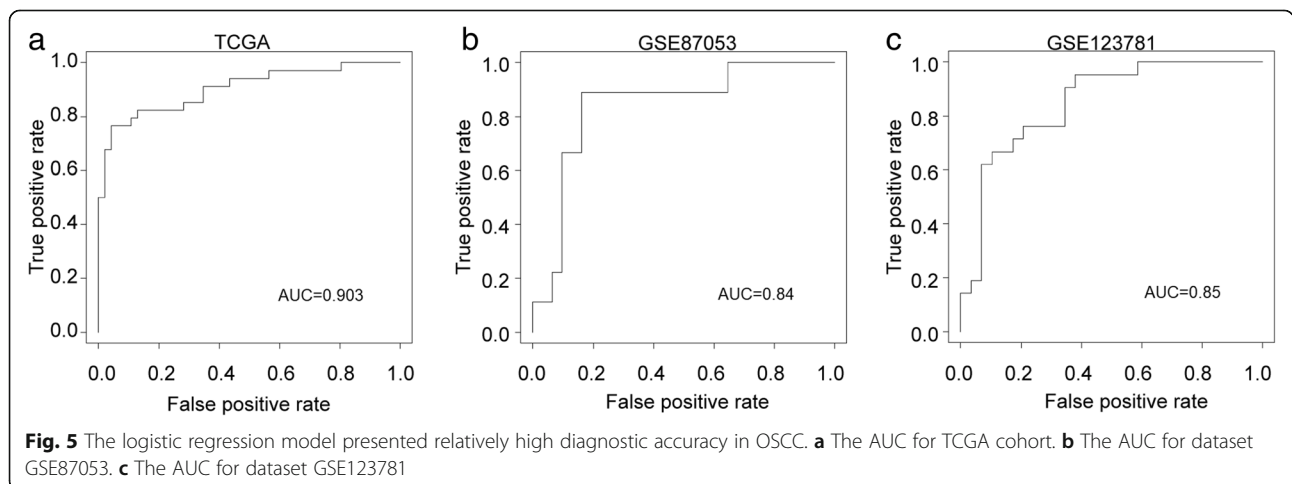 a
TCGA
True positive rate
1.0
0.8
0.6
0.4
0.2
0.0
AUC=0.903
0.0 0.2 0.4 0.6 0.8 1.0
False positive rate
b
GSE87053
True positive rate
1.0
0.8
0.6
0.4
0.2
0.0
AUC=0.84
0.0 0.2 0.4 0.6 0.8 1.0
False positive rate
c
GSE123781
True positive rate
1.0
0.8
0.6
0.4
0.2
0.0
AUC=0.85
0.0 0.2 0.4 0.6 0.8 1.0
False positive rate
Fig. 5 The logistic regression model presented relatively high diagnostic accuracy in OSCC. a The AUC for TCGA cohort. b The AUC for dataset
GSE87053. c The AUC for dataset GSE123781